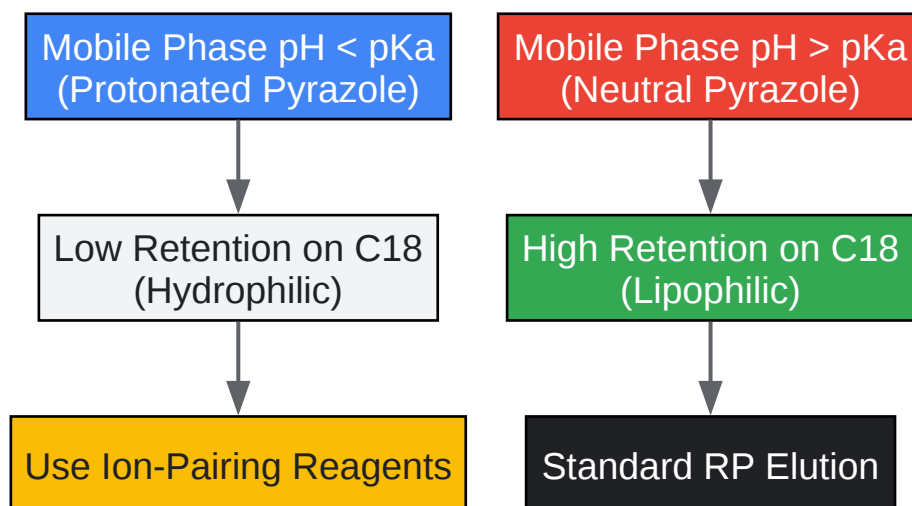 Mobile Phase pH < pKa
(Protonated Pyrazole)
Low Retention on C18
(Hydrophilic)
Use Ion-Pairing Reagents
Mobile Phase pH > pKa
(Neutral Pyrazole)
High Retention on C18
(Lipophilic)
Standard RP Elution